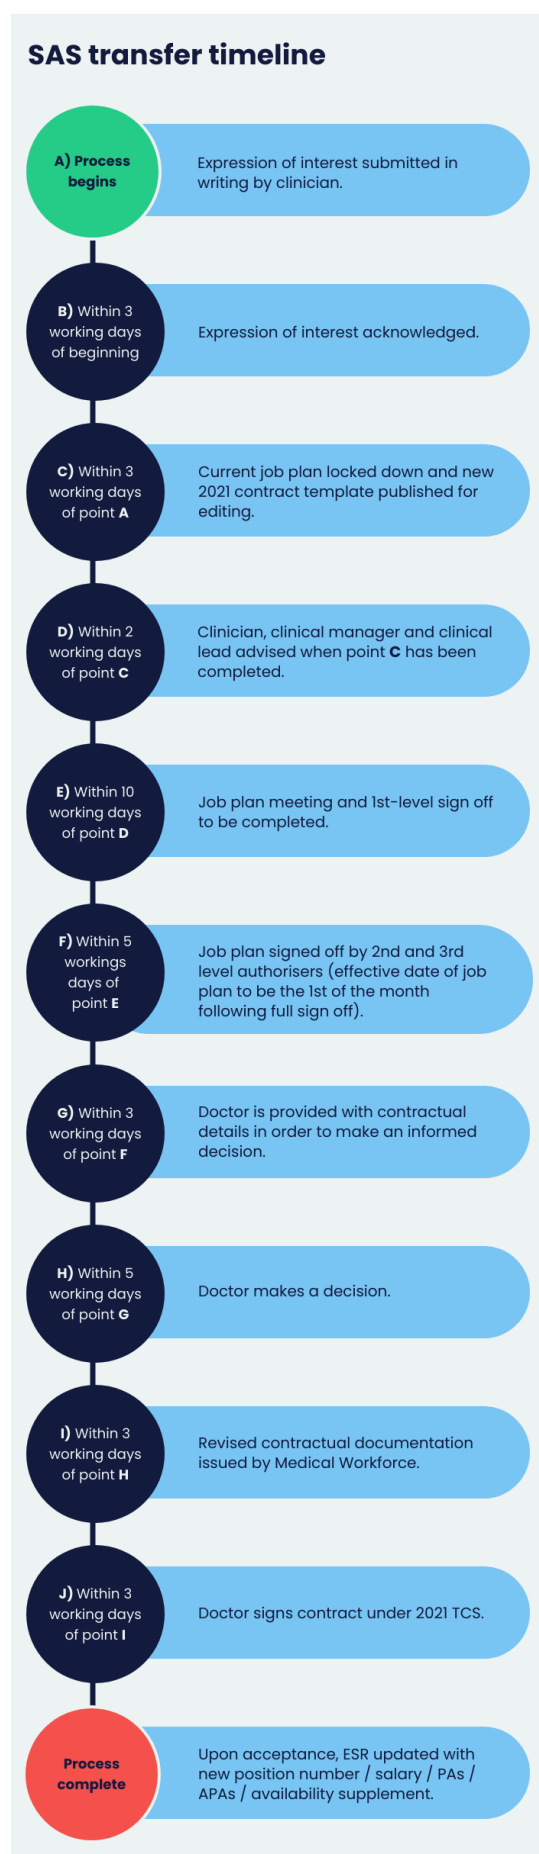 SAS transfer timeline
A) Process
begins
Expression of interest submitted in
writing by clinician.
B) Within 3
working days
of beginning
Expression of interest acknowledged.
C) Within 3
working days
of point A
Current job plan locked down and new
2021 contract template published for
editing.
D) Within 2
working days
of point C
Clinician, clinical manager and clinical
lead advised when point C has been
completed.
E) Within 10
working days
of point D
Job plan meeting and 1st-level sign off
to be completed.
F) Within 5
workings
days of
point E
Job plan signed off by 2nd and 3rd
level authorisers (effective date of job
plan to be the 1st of the month
following full sign off).
G) Within 3
working days
of point F
Doctor is provided with contractual
details in order to make an informed
decision.
H) Within 5
working days
of point G
Doctor makes a decision.
I) Within 3
working days
of point H
Revised contractual documentation
issued by Medical Workforce.
J) Within 3
working days
of point I
Doctor signs contract under 2021 TCS.
Process
complete
Upon acceptance, ESR updated with
new position number / salary / PAs /
APAs / availability supplement.